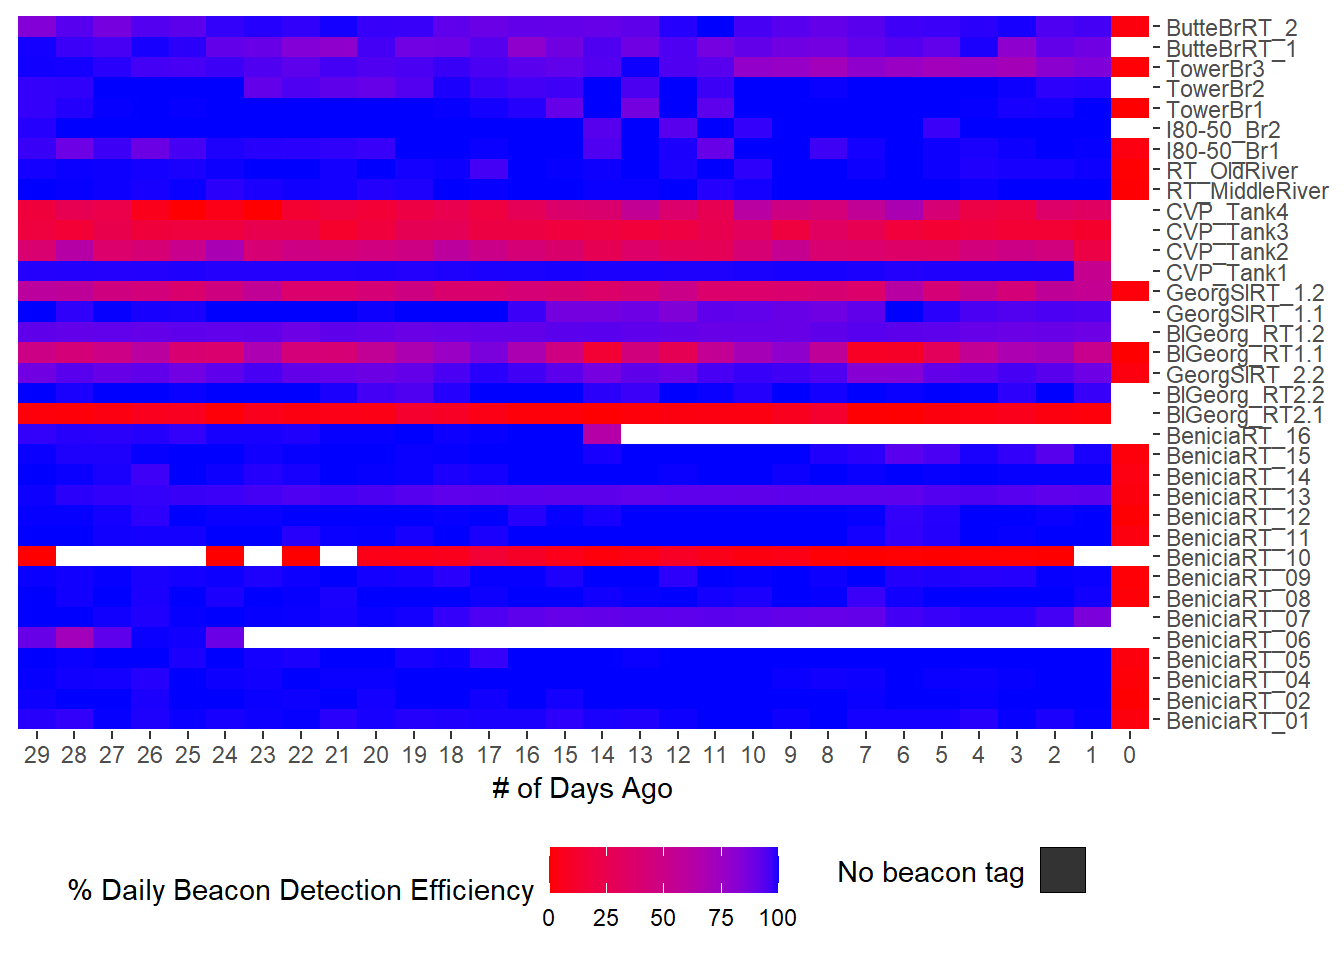 ButteBrRT_2
ButteBrRT_1
TowerBr3
TowerBr2
TowerBr1
I80-50_Br2
I80-50_Br1
RT_OldRiver
RT_MiddleRiver
CVP_Tank4
CVP_Tank3
CVP_Tank2
CVP_Tank1
GeorgSlRT_1.2
GeorgSlRT_1.1
BlGeorg_RT1.2
BlGeorg_RT1.1
GeorgSlRT_2.2
BlGeorg_RT2.2
BlGeorg_RT2.1
BeniciaRT_16
BeniciaRT_15
BeniciaRT_14
BeniciaRT_13
BeniciaRT_12
BeniciaRT_11
BeniciaRT_10
BeniciaRT_09
BeniciaRT_08
BeniciaRT_07
BeniciaRT_06
BeniciaRT_05
BeniciaRT_04
BeniciaRT_02
BeniciaRT_01
29 28 27 26 25 24 23 22 21 20 19 18 17 16 15 14 13 12 11 10 9 8 7 6 5 4 3 2 1 0
# of Days Ago
% Daily Beacon Detection Efficiency
0 25 50 75 100
No beacon tag